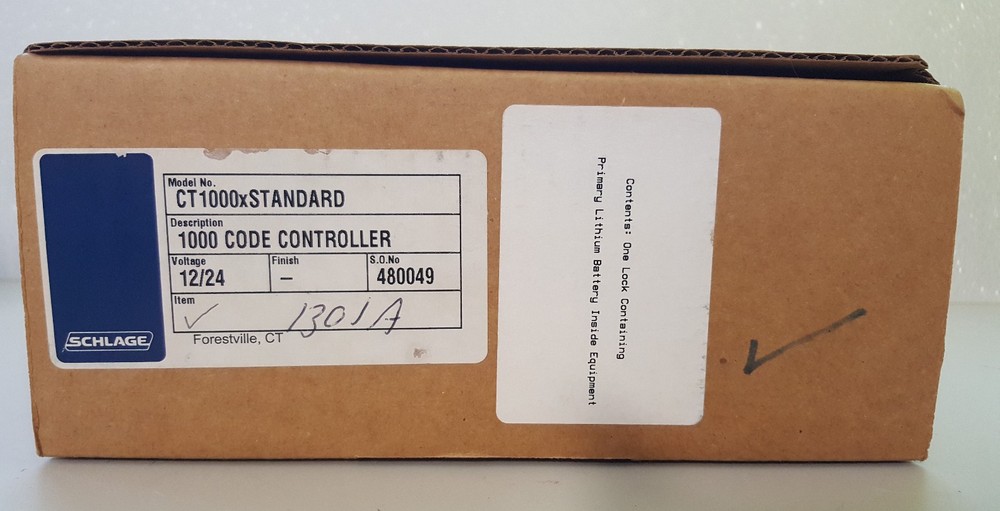 Model No.
CT1000xSTANDARD
Description
1000 CODE CONTROLLER
Voltage
12/24
Finish
–
S.O.No
480049
Item
✓ 1301A
SCHLAGE
Forestville, CT
Contents: One Lock Containing
Primary Lithium Battery Inside Equipment